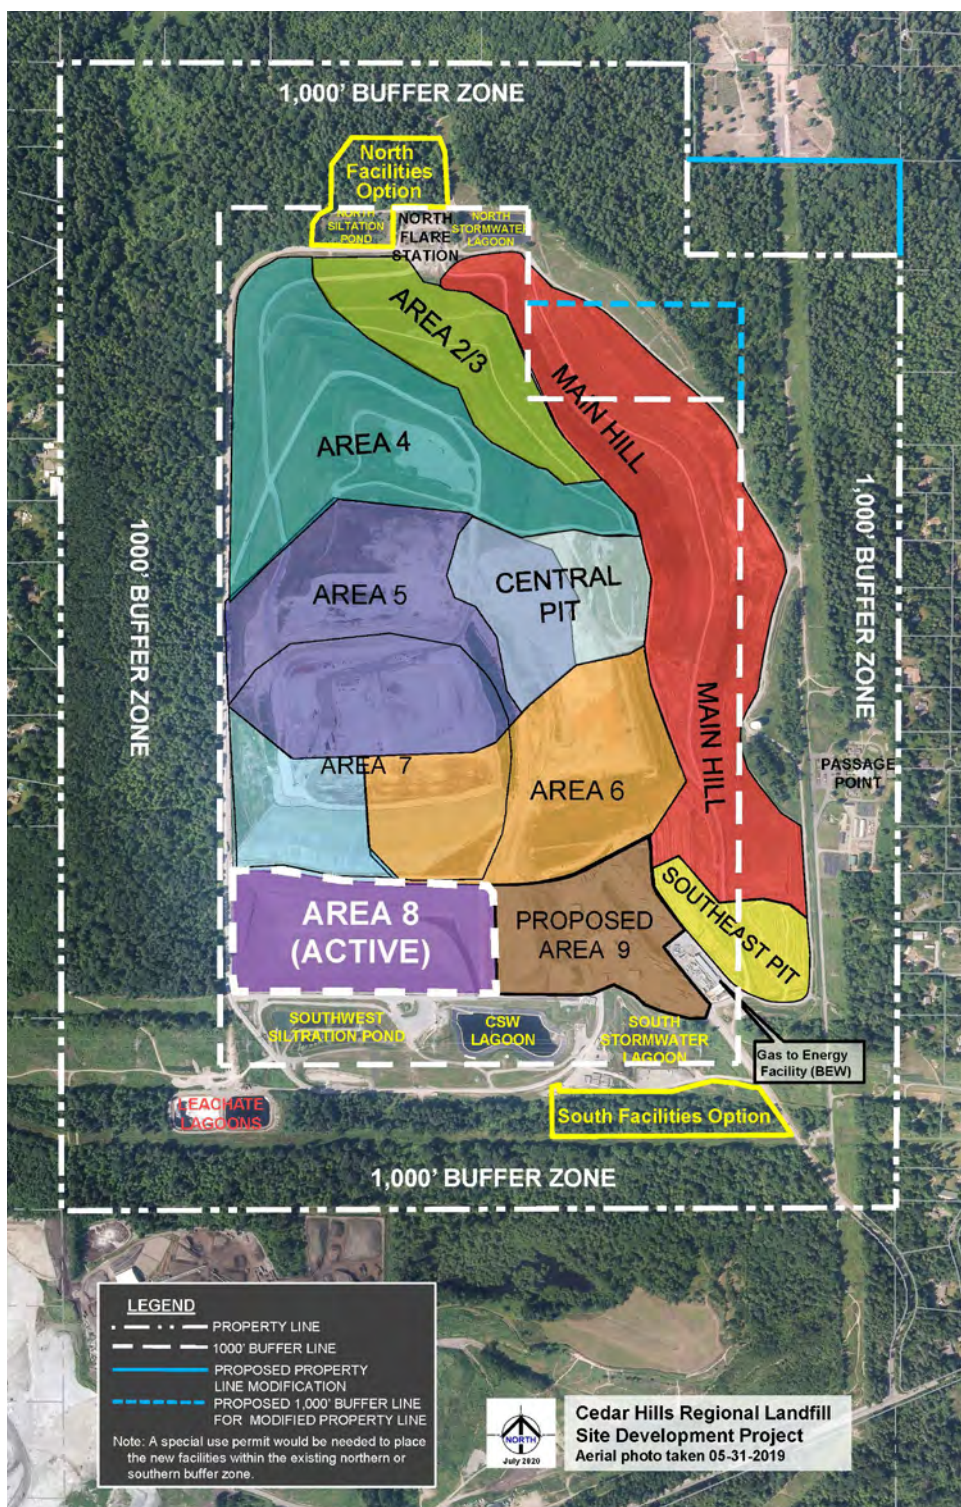 1,000' BUFFER ZONE
North
Facilities
Option
NORTH
SILTATION
POND
NORTH
FLARE
STATION
NORTH
STORMWATER
LAGOON
AREA 2/3
MAIN HILL
AREA 4
1,000' BUFFER ZONE
1000' BUFFER ZONE
AREA 5
CENTRAL
PIT
MAIN HILL
AREA 7
AREA 6
PASSAGE
POINT
AREA 8
(ACTIVE)
PROPOSED
AREA 9
SOUTHEAST PIT
SOUTHWEST
SILTRATION POND
CSW
LAGOON
SOUTH
STORMWATER
LAGOON
Gas to Energy
Facility (BEW)
LEACHATE
LAGOONS
South Facilities Option
1,000' BUFFER ZONE
LEGEND
PROPERTY LINE
1000' BUFFER LINE
PROPOSED PROPERTY
LINE MODIFICATION
PROPOSED 1,000' BUFFER LINE
FOR MODIFIED PROPERTY LINE
Note: A special use permit would be needed to place
the new facilities within the existing northern or
southern buffer zone.
NORTH
July 2020
Cedar Hills Regional Landfill
Site Development Project
Aerial photo taken 05-31-2019